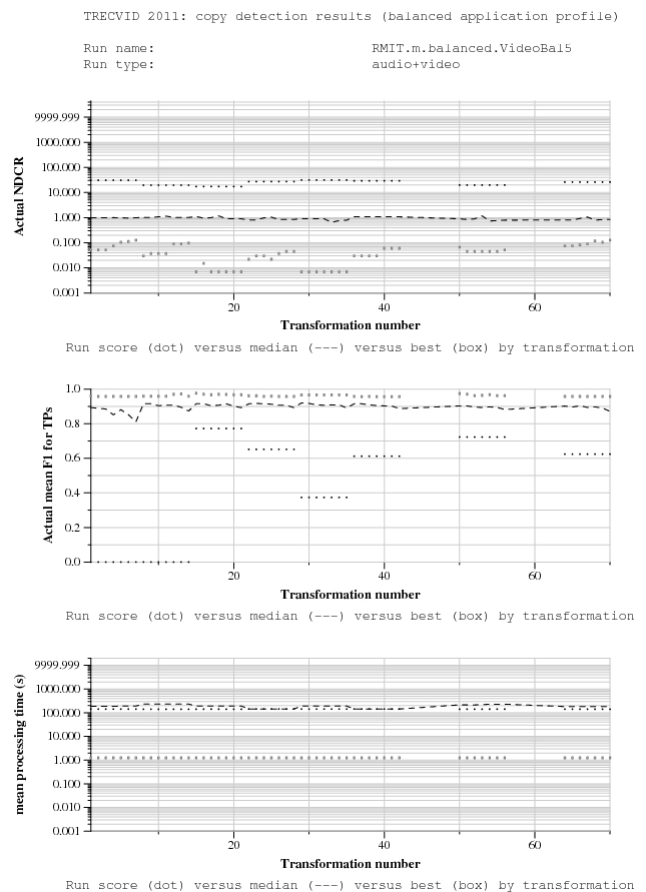 TRECVID 2011: copy detection results (balanced application profile)
Run name: RMIT.m.balanced.VideoBal5
Run type: audio+video
Actual NDCR
9999.999
1000.000
100.000
10.000
1.000
0.100
0.010
0.001
20 40 60
Transformation number
Run score (dot) versus median (---) versus best (box) by transformation
Actual mean F1 for TPs
1.0
0.8
0.6
0.4
0.2
0.0
20 40 60
Transformation number
Run score (dot) versus median (---) versus best (box) by transformation
mean processing time (s)
9999.999
1000.000
100.000
10.000
1.000
0.100
0.010
0.001
20 40 60
Transformation number
Run score (dot) versus median (---) versus best (box) by transformation